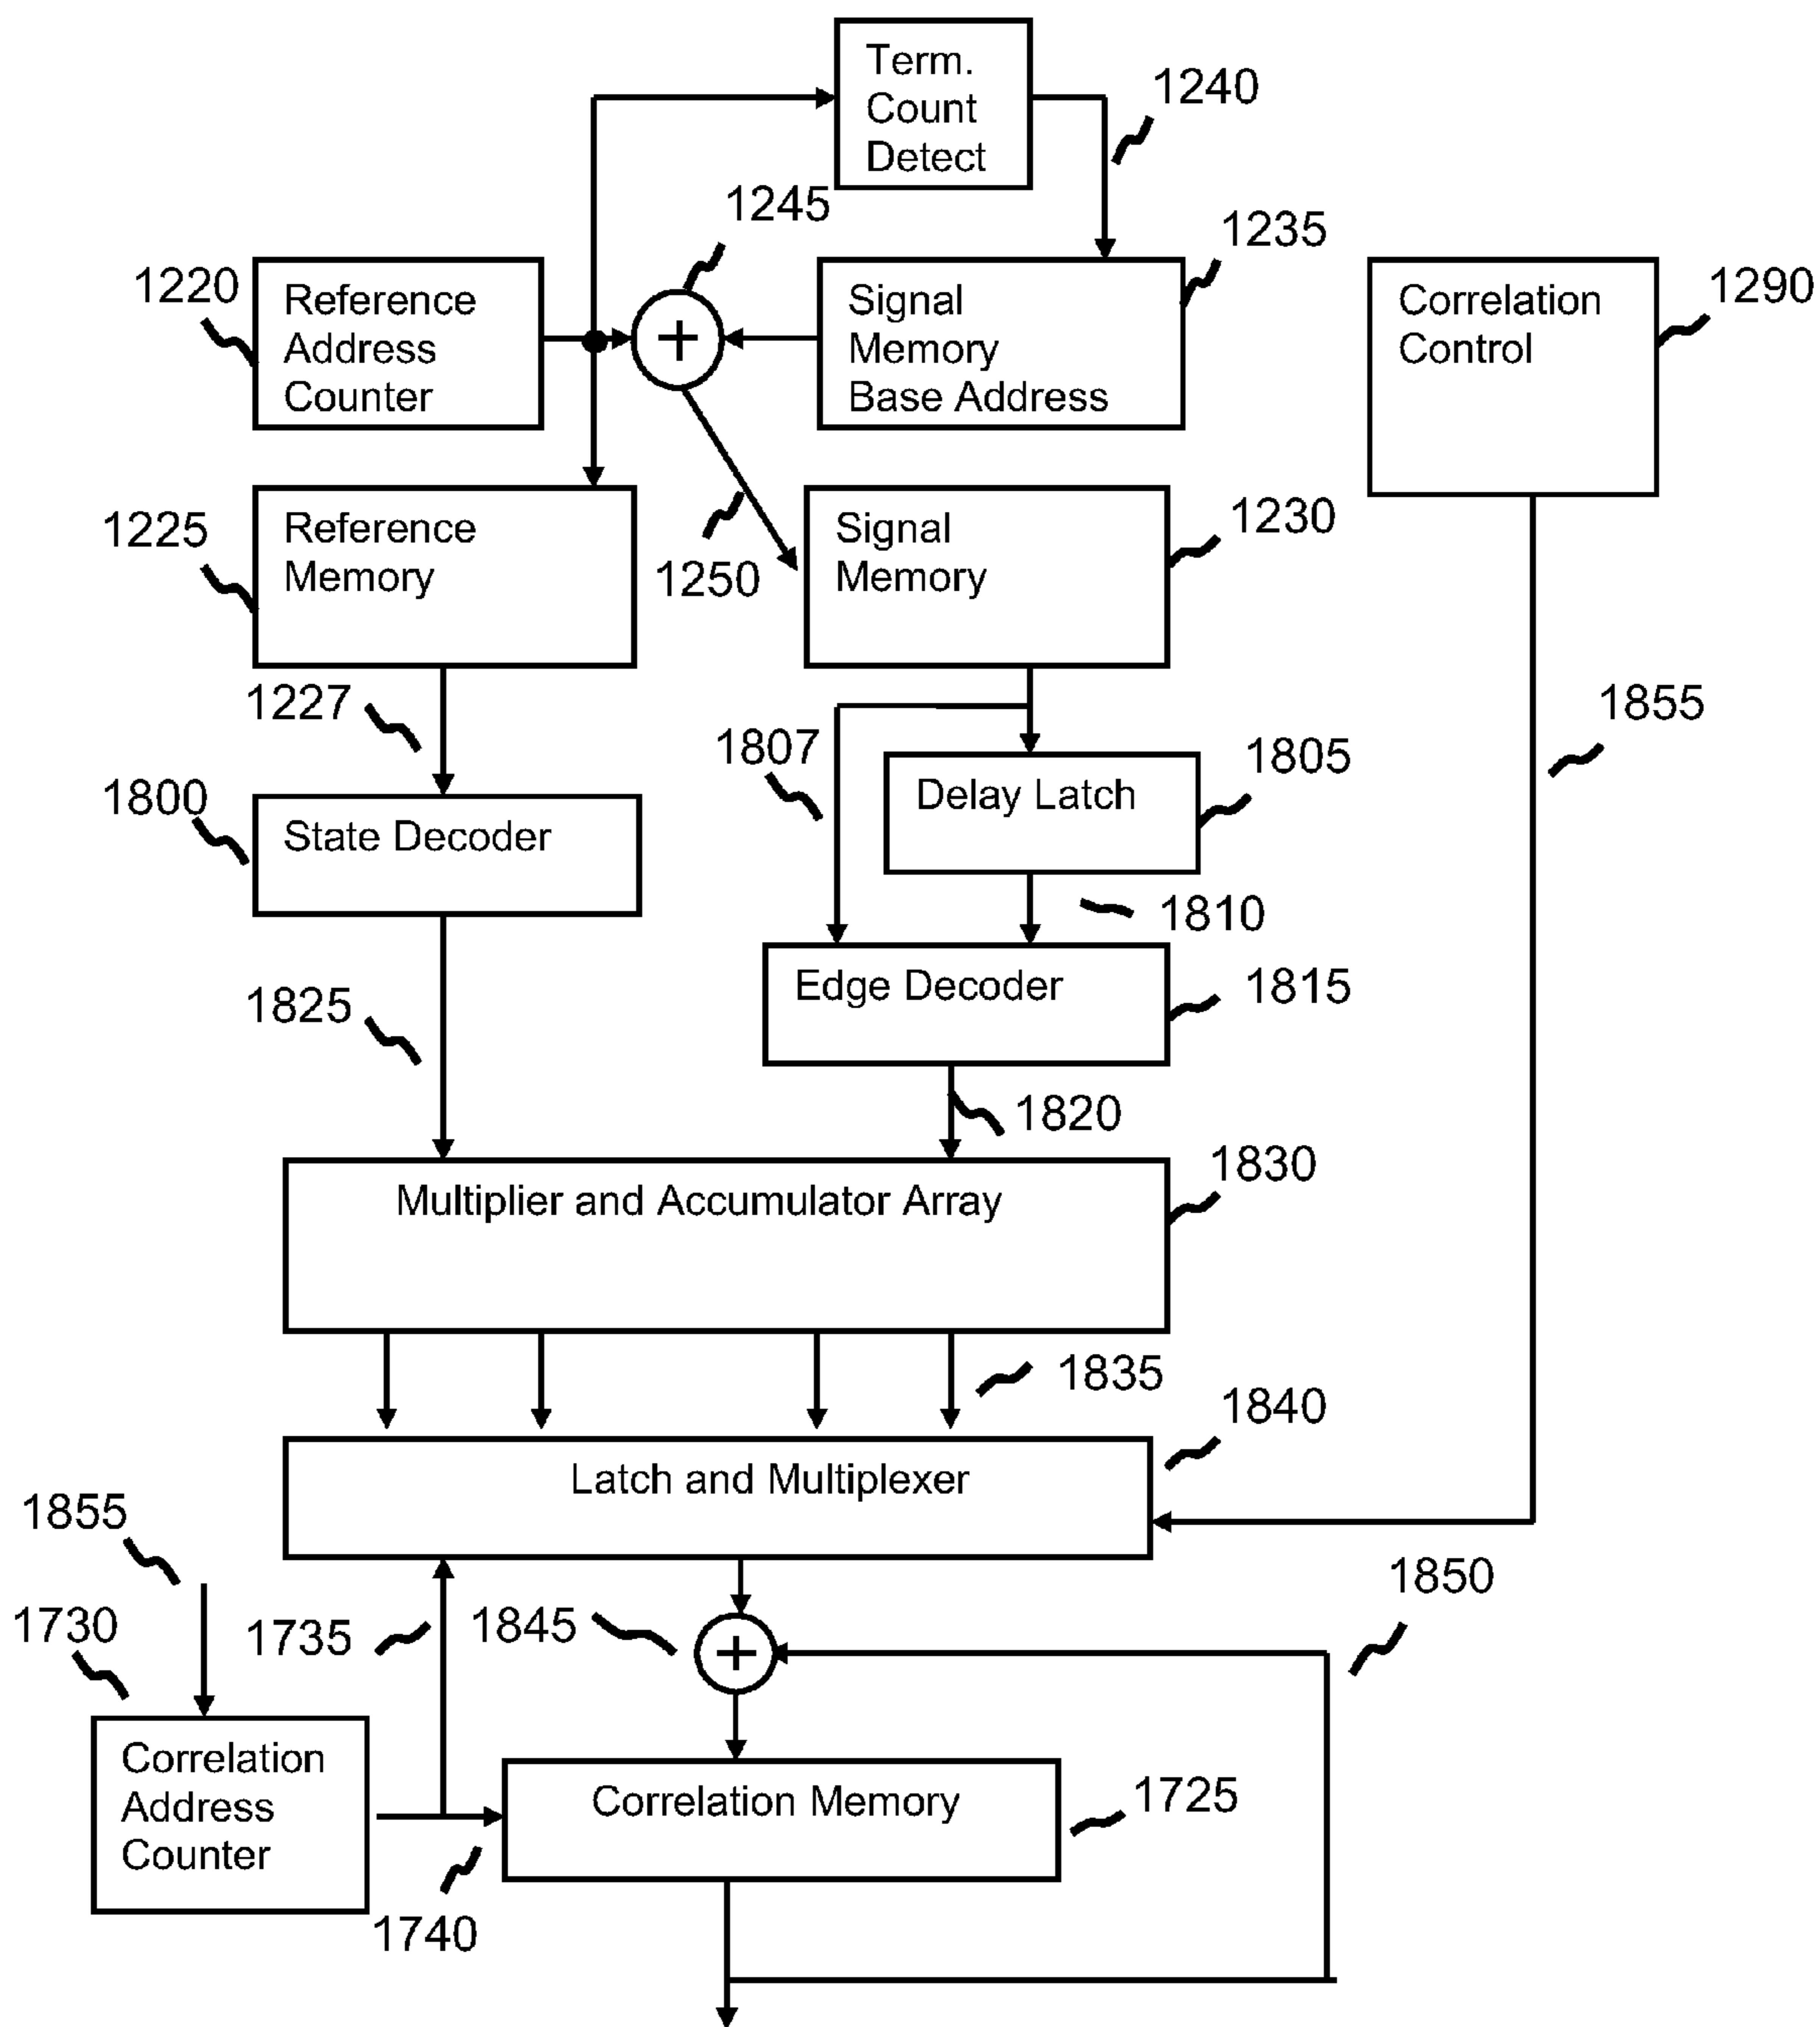 Term.
Count
Detect
1240
1245
1235
1220
Reference
Address
Counter
+
Signal
Memory
Base Address
Correlation
Control
1290
1225
Reference
Memory
1250
Signal
Memory
1230
1227
1807
1855
1800
State Decoder
Delay Latch
1805
1810
1825
Edge Decoder
1815
1820
Multiplier and Accumulator Array
1830
1835
1840
Latch and Multiplexer
1855
1850
1730
1735
1845
+
Correlation
Address
Counter
Correlation Memory
1725
1740